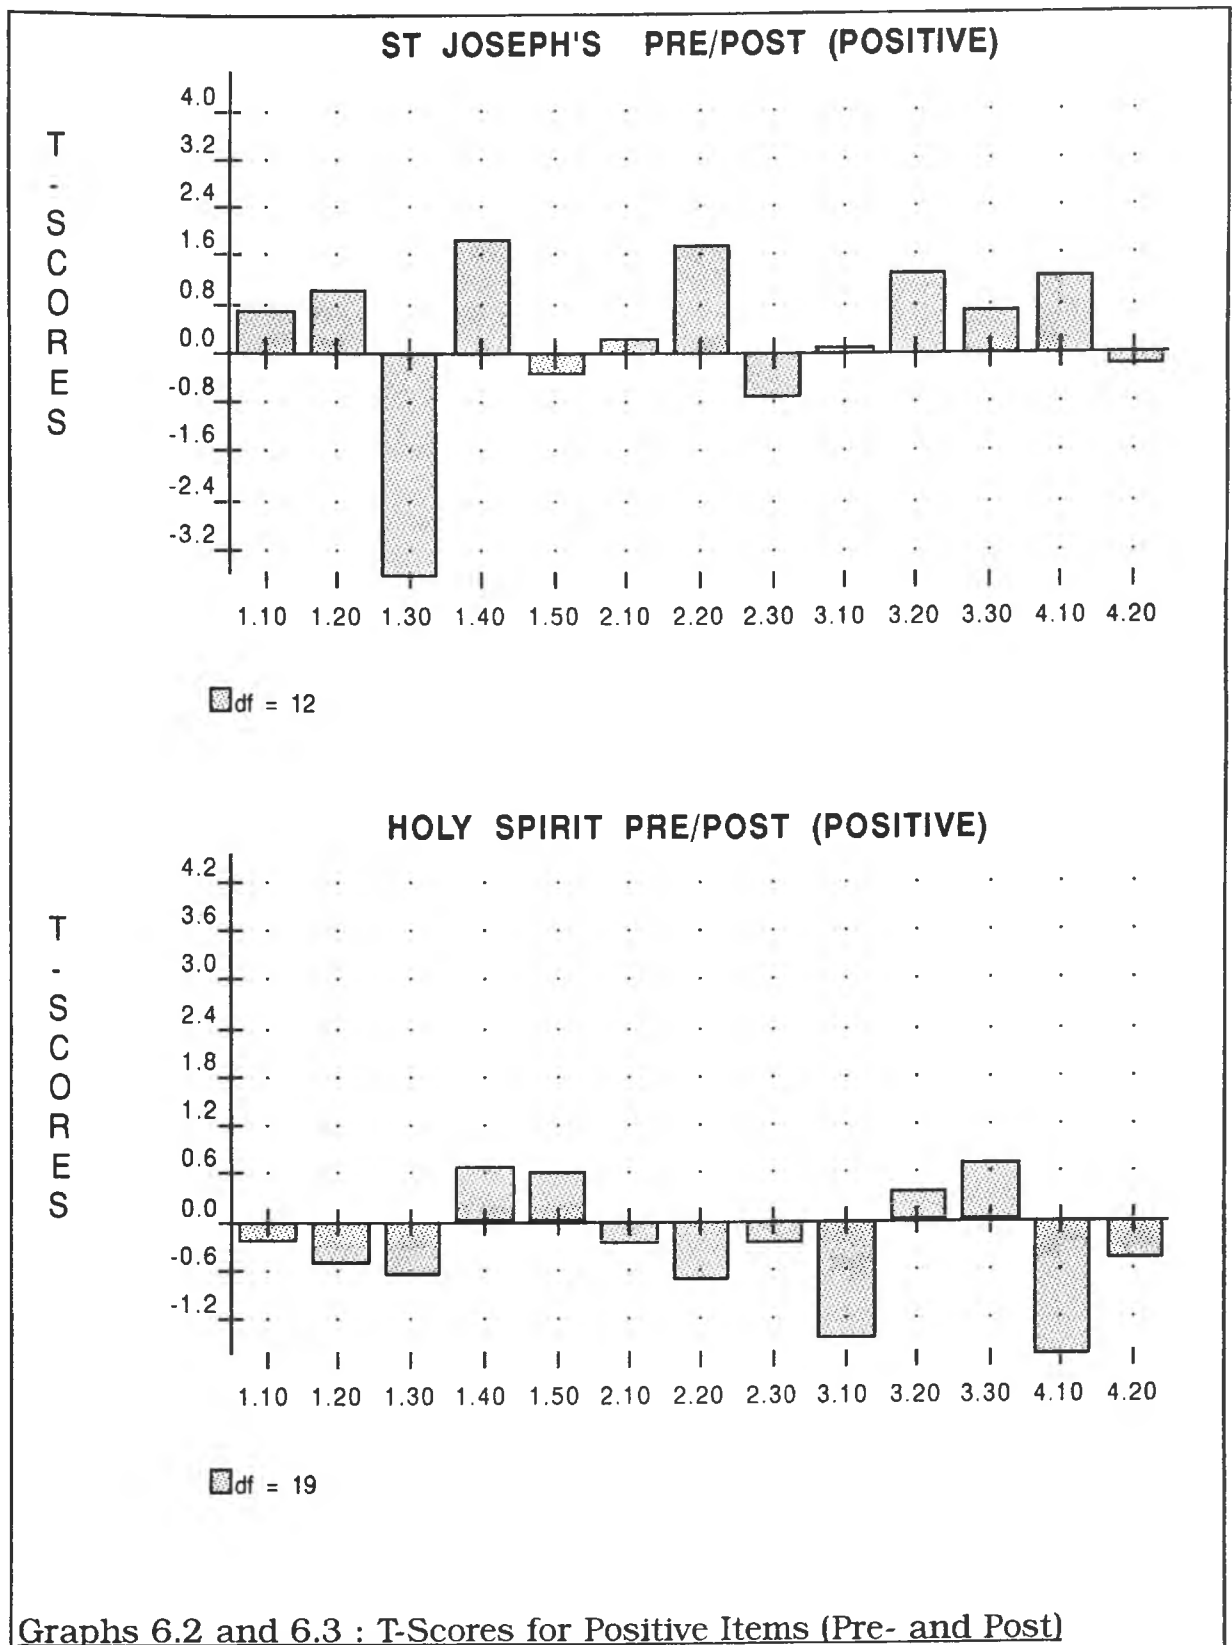 ST JOSEPH'S PRE/POST (POSITIVE)
T-SCORES
4.0
3.2
2.4
1.6
0.8
0.0
-0.8
-1.6
-2.4
-3.2
1.10 1.20 1.30 1.40 1.50 2.10 2.20 2.30 3.10 3.20 3.30 4.10 4.20
df = 12
HOLY SPIRIT PRE/POST (POSITIVE)
T-SCORES
4.2
3.6
3.0
2.4
1.8
1.2
0.6
0.0
-0.6
-1.2
1.10 1.20 1.30 1.40 1.50 2.10 2.20 2.30 3.10 3.20 3.30 4.10 4.20
df = 19
Graphs 6.2 and 6.3 : T-Scores for Positive Items (Pre- and Post)